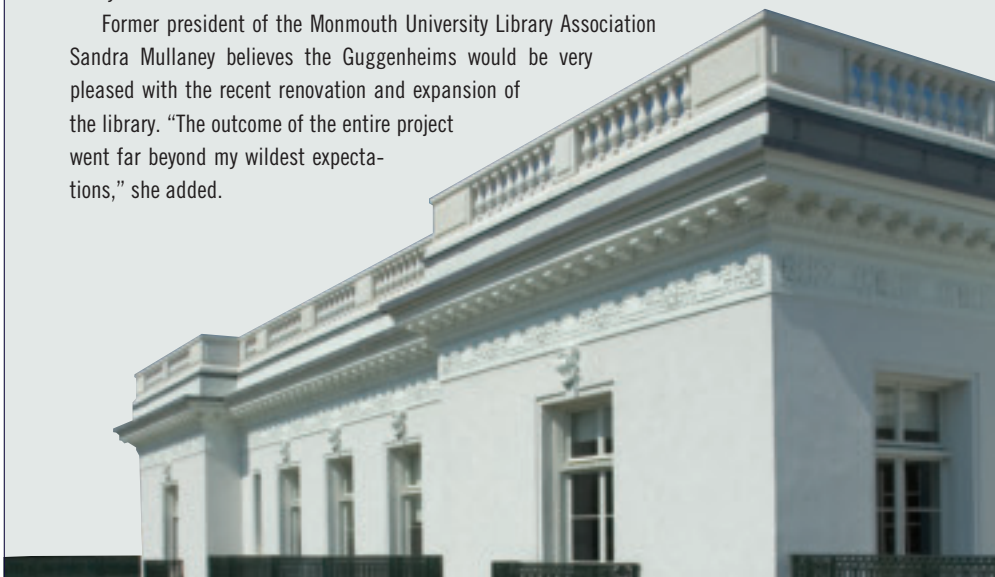 Former president of the Monmouth University Library Association
Sandra Mullaney believes the Guggenheims would be very
pleased with the recent renovation and expansion of
the library. “The outcome of the entire project
went far beyond my wildest expecta-
tions,” she added.